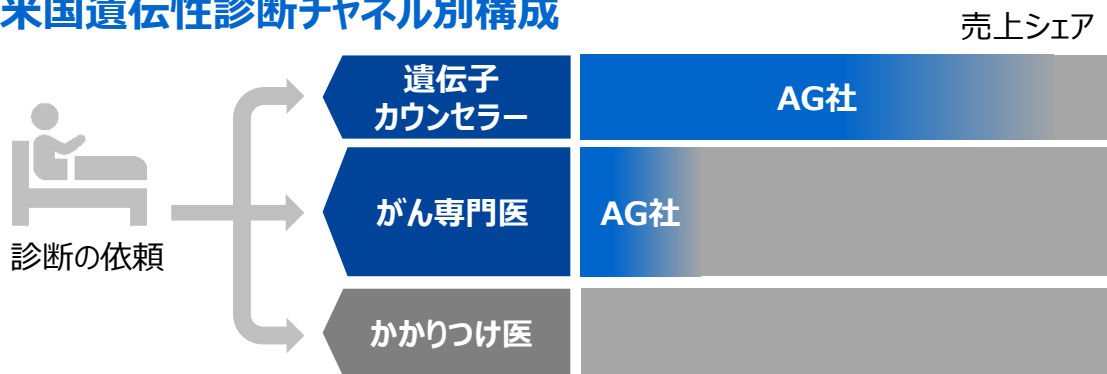 米国遺伝性診断チャネル別構成
売上シェア
遺伝子
カウンセラー
AG社
がん専門医
AG社
診断の依頼
かかりつけ医